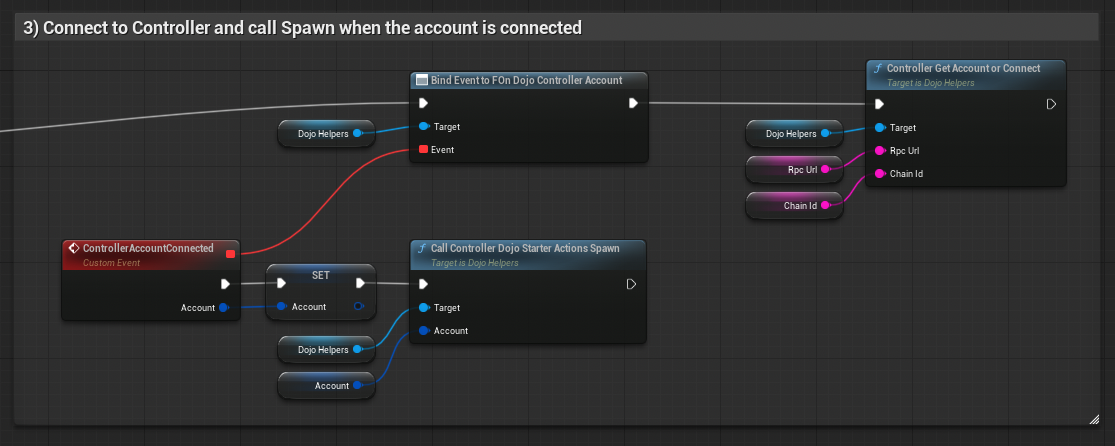 3) Connect to Controller and call Spawn when the account is connected
Bind Event to FOn Dojo Controller Account
Dojo Helpers
Target
Event
Controller Get Account or Connect
Target is Dojo Helpers
Dojo Helpers
Target
Rpc Url
Rpc Url
Chain Id
Chain Id
ControllerAccountConnected
Custom Event
Account
SET
Account
Call Controller Dojo Starter Actions Spawn
Target is Dojo Helpers
Target
Account
Dojo Helpers
Account